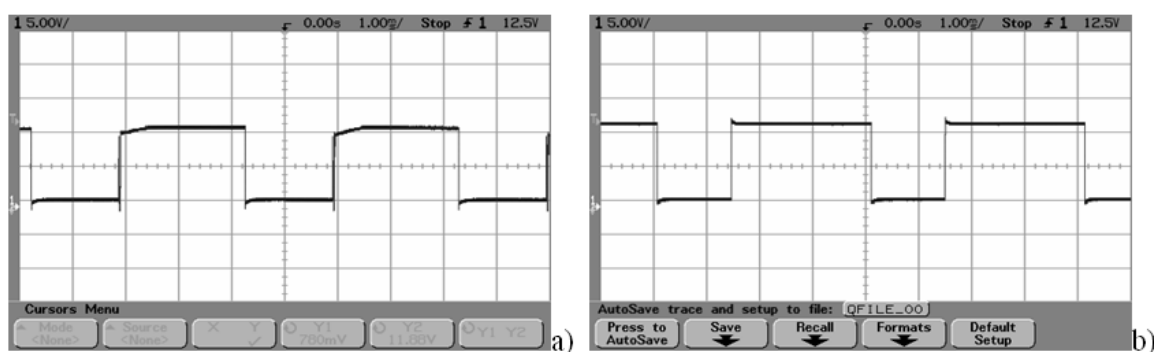 1 5.00V/ 0.00s 1.00ms/ Stop 1 12.5V
Cursors Menu
Mode <None> Source <None> X Y Y1 780mV Y2 11.88V Y1 Y2
a)
1 5.00V/ 0.00s 1.00ms/ Stop 1 12.5V
AutoSave trace and setup to file: QFILE_00
Press to AutoSave Save Recall Formats Default Setup
b)